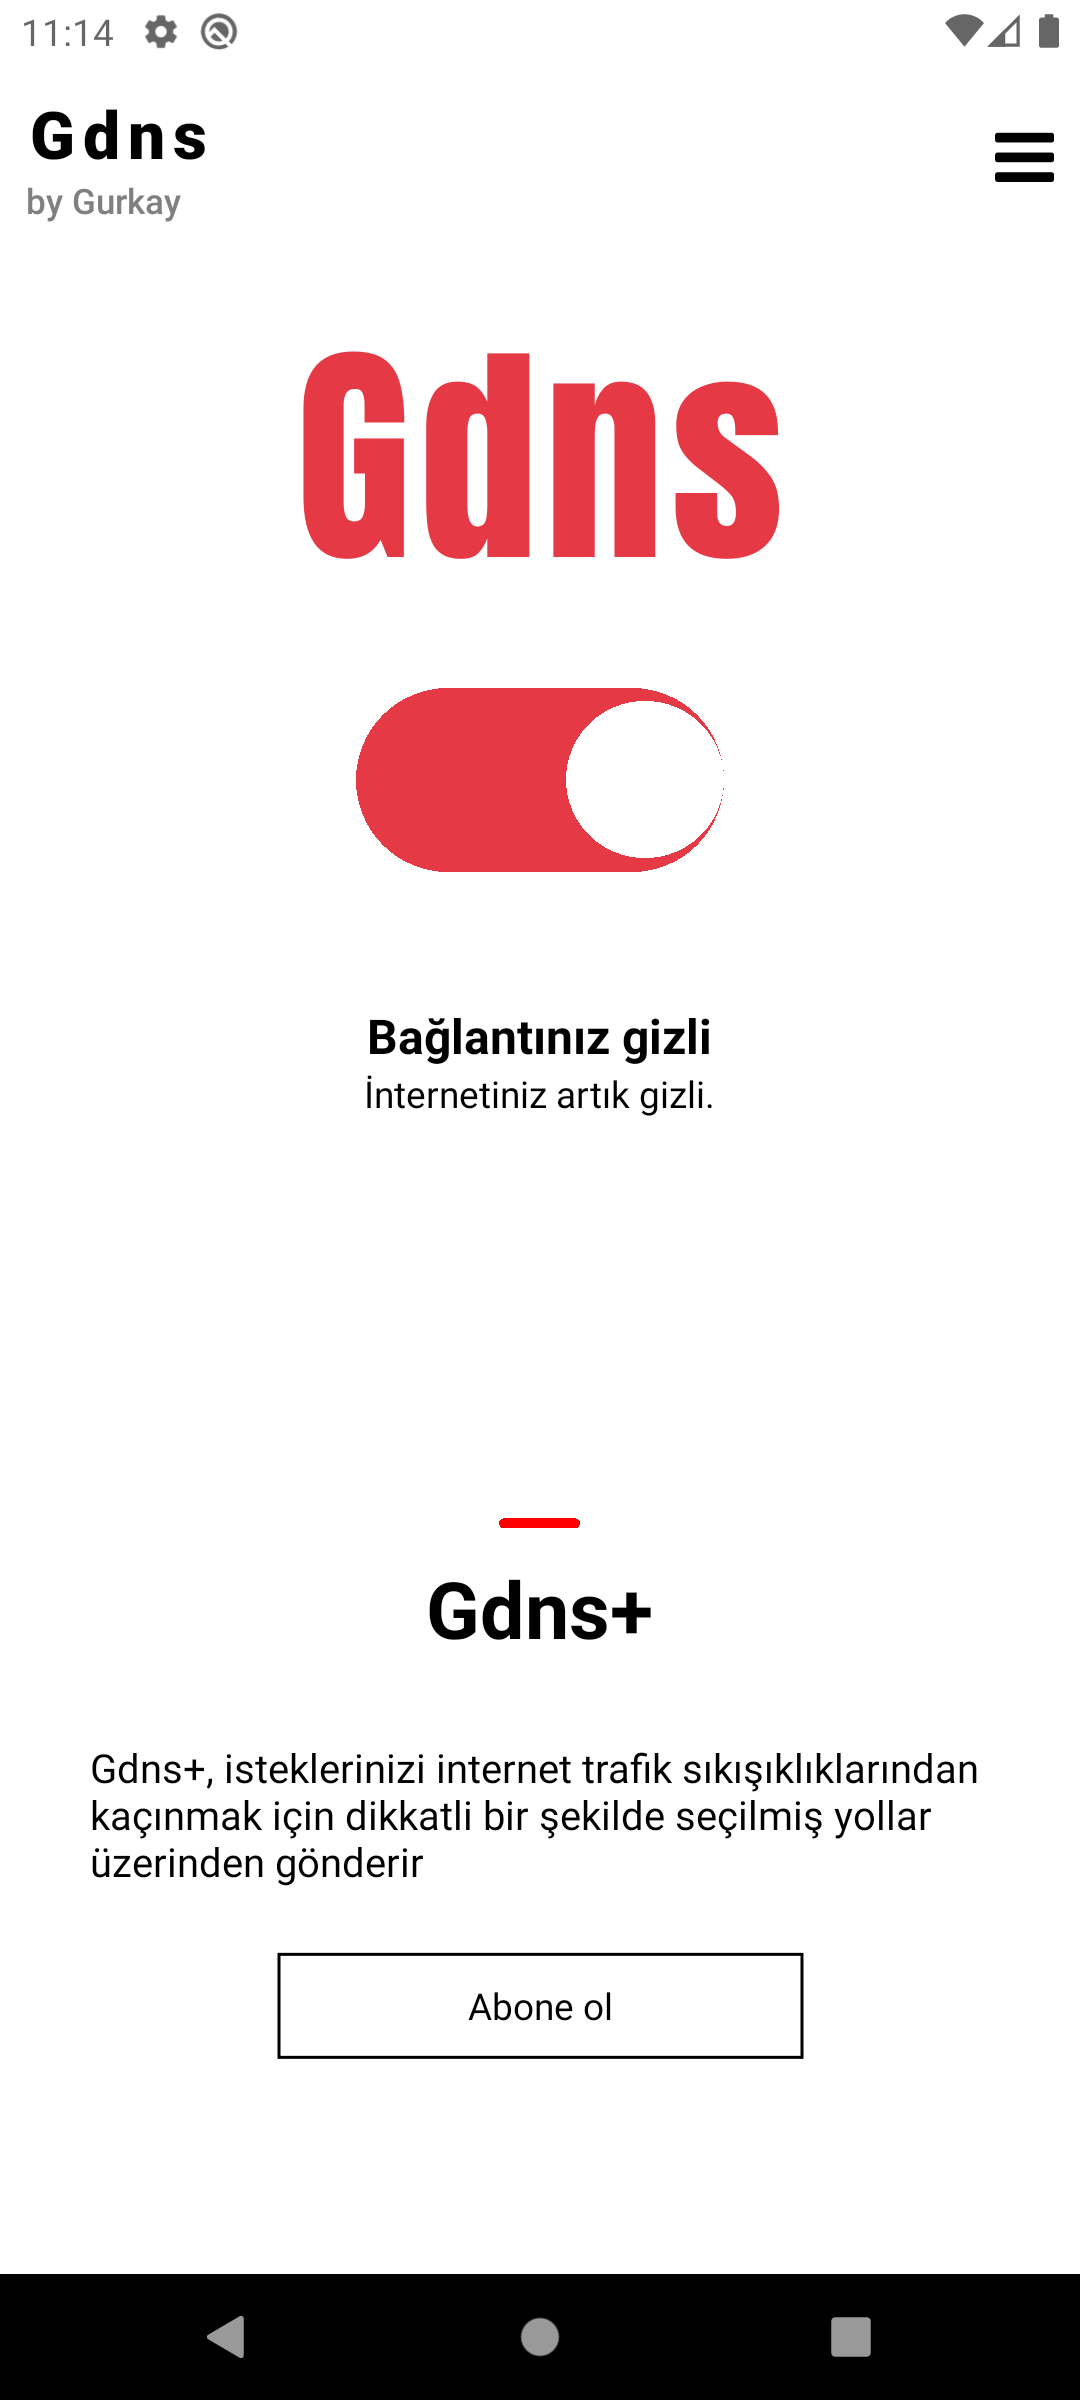 11:14
Gdns
by Gurkay
Gdns
Bağlantınız gizli
İnternetiniz artık gizli.
Gdns+
Gdns+, isteklerinizi internet trafik sıkışıklıklarından
kaçınmak için dikkatli bir şekilde seçilmiş yollar
üzerinden gönderir
Abone ol